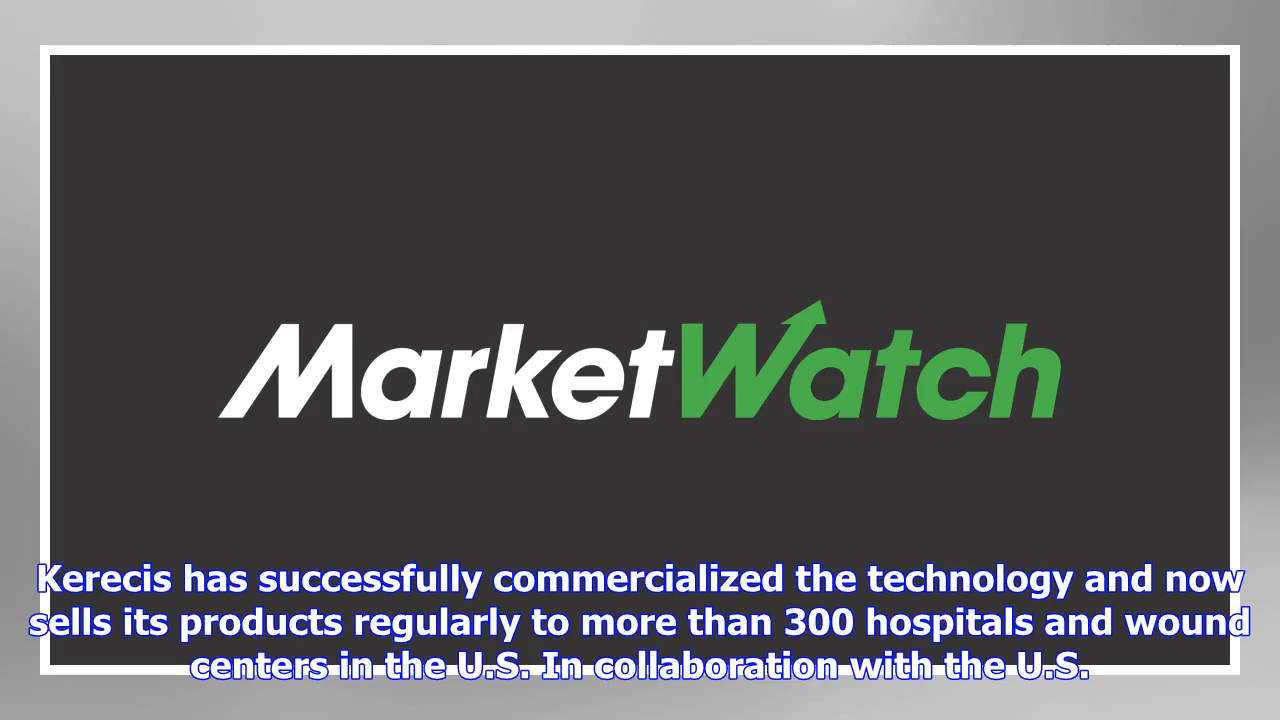 MarketWatch
Kerecis has successfully commercialized the technology and now
sells its products regularly to more than 300 hospitals and wound
centers in the U.S. In collaboration with the U.S.